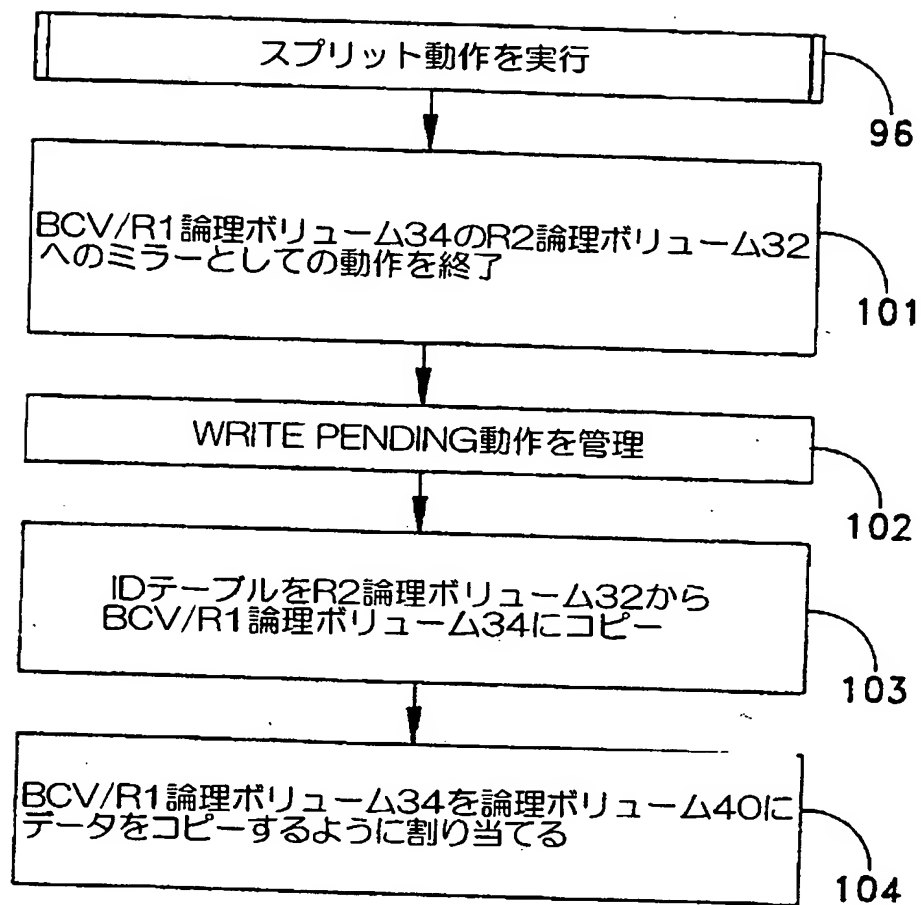 スプリット動作を実行
96
BCV/R1論理ボリューム34のR2論理ボリューム32
へのミラーとしての動作を終了
101
WRITE PENDING動作を管理
102
IDテーブルをR2論理ボリューム32から
BCV/R1論理ボリューム34にコピー
103
BCV/R1論理ボリューム34を論理ボリューム40に
データをコピーするように割り当てる
104